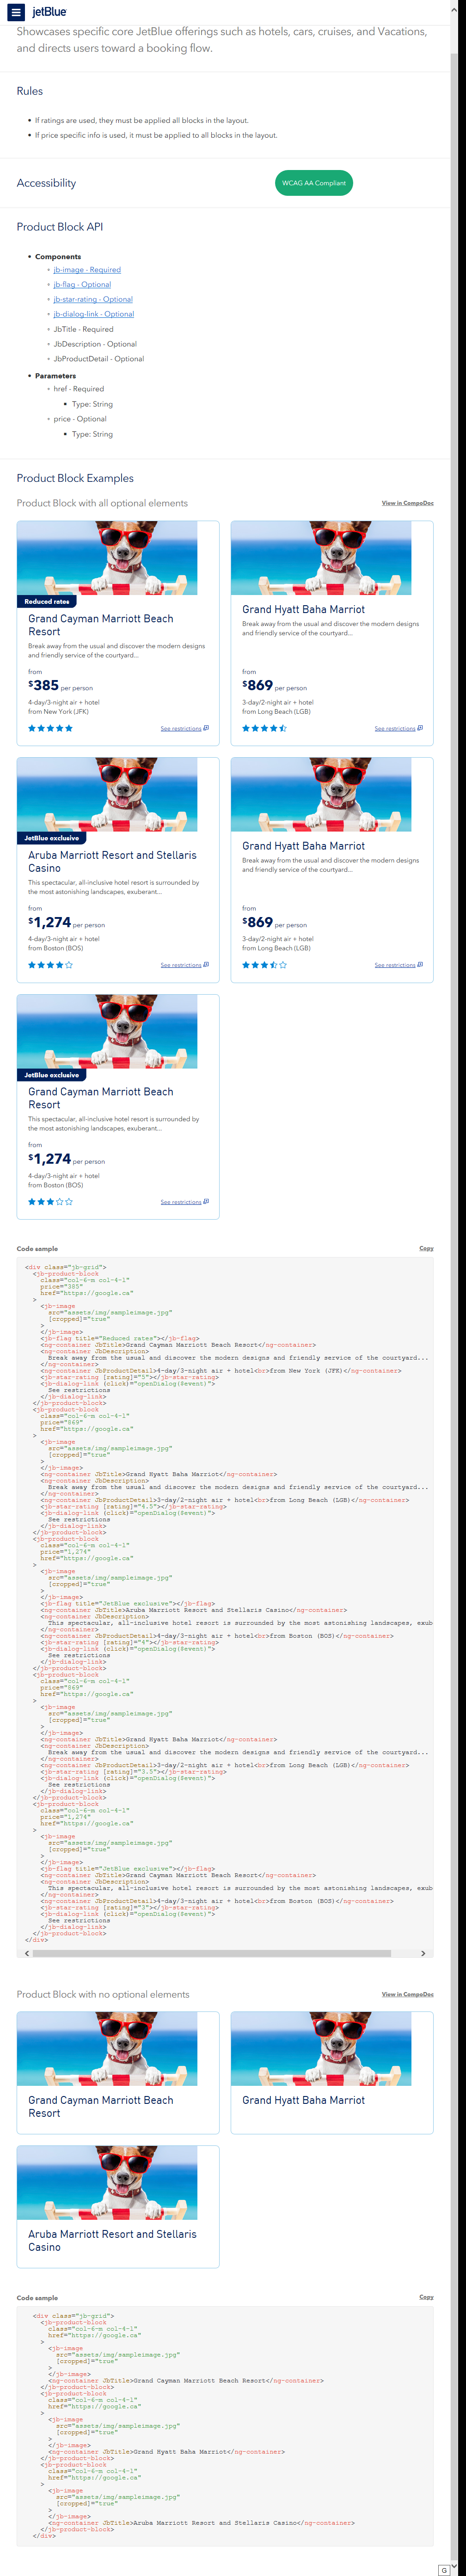 jetBlue
Showcases specific core JetBlue offerings such as hotels, cars, cruises, and Vacations,
and directs users toward a booking flow.
Rules
If ratings are used, they must be applied all blocks in the layout.
If price specific info is used, it must be applied to all blocks in the layout.
Accessibility
WCAG AA Compliant
Product Block API
Components
jb-image - Required
jb-flag - Optional
jb-star-rating - Optional
jb-dialog-link - Optional
JbTitle - Required
JbDescription - Optional
JbProductDetail - Optional
Parameters
href - Required
Type: String
price - Optional
Type: String
Product Block Examples
Product Block with all optional elements
View in CompoDoc
Reduced rates
Grand Cayman Marriott Beach
Resort
Break away from the usual and discover the modern designs
and friendly service of the courtyard...
from
$385 per person
4-day/3-night air + hotel
from New York (JFK)
See restrictions
Grand Hyatt Baha Marriot
Break away from the usual and discover the modern designs
and friendly service of the courtyard...
from
$869 per person
3-day/2-night air + hotel
from Long Beach (LGB)
See restrictions
JetBlue exclusive
Aruba Marriott Resort and Stellaris
Casino
This spectacular, all-inclusive hotel resort is surrounded by
the most astonishing landscapes, exuberant...
from
$1,274 per person
4-day/3-night air + hotel
from Boston (BOS)
See restrictions
Grand Hyatt Baha Marriot
Break away from the usual and discover the modern designs
and friendly service of the courtyard...
from
$869 per person
3-day/2-night air + hotel
from Long Beach (LGB)
See restrictions
JetBlue exclusive
Grand Cayman Marriott Beach
Resort
This spectacular, all-inclusive hotel resort is surrounded by
the most astonishing landscapes, exuberant...
from
$1,274 per person
4-day/3-night air + hotel
from Boston (BOS)
See restrictions
Code sample
Copy
<div class="jb-grid">
<jb-product-block
class="col-6-m col-4-l"
price="385"
href="https://google.ca"
>
<jb-image
src="assets/img/sampleimage.jpg"
[cropped]="true"
>
</jb-image>
<jb-flag title="Reduced rates"></jb-flag>
<ng-container JbTitle>Grand Cayman Marriott Beach Resort</ng-container>
<ng-container JbDescription>
Break away from the usual and discover the modern designs and friendly service of the courtyard...
</ng-container>
<ng-container JbProductDetail>4-day/3-night air + hotel<br>from New York (JFK)</ng-container>
<jb-star-rating [rating]="5"></jb-star-rating>
<jb-dialog-link (click)="openDialog($event)">
See restrictions
</jb-dialog-link>
</jb-product-block>
<jb-product-block
class="col-6-m col-4-l"
price="869"
href="https://google.ca"
>
<jb-image
src="assets/img/sampleimage.jpg"
[cropped]="true"
>
</jb-image>
<ng-container JbTitle>Grand Hyatt Baha Marriot</ng-container>
<ng-container JbDescription>
Break away from the usual and discover the modern designs and friendly service of the courtyard...
</ng-container>
<ng-container JbProductDetail>3-day/2-night air + hotel<br>from Long Beach (LGB)</ng-container>
<jb-star-rating [rating]="4.5"></jb-star-rating>
<jb-dialog-link (click)="openDialog($event)">
See restrictions
</jb-dialog-link>
</jb-product-block>
<jb-product-block
class="col-6-m col-4-l"
price="1,274"
href="https://google.ca"
>
<jb-image
src="assets/img/sampleimage.jpg"
[cropped]="true"
>
</jb-image>
<jb-flag title="JetBlue exclusive"></jb-flag>
<ng-container JbTitle>Aruba Marriott Resort and Stellaris Casino</ng-container>
<ng-container JbDescription>
This spectacular, all-inclusive hotel resort is surrounded by the most astonishing landscapes, exub
</ng-container>
<ng-container JbProductDetail>4-day/3-night air + hotel<br>from Boston (BOS)</ng-container>
<jb-star-rating [rating]="4"></jb-star-rating>
<jb-dialog-link (click)="openDialog($event)">
See restrictions
</jb-dialog-link>
</jb-product-block>
<jb-product-block
class="col-6-m col-4-l"
price="869"
href="https://google.ca"
>
<jb-image
src="assets/img/sampleimage.jpg"
[cropped]="true"
>
</jb-image>
<ng-container JbTitle>Grand Hyatt Baha Marriot</ng-container>
<ng-container JbDescription>
Break away from the usual and discover the modern designs and friendly service of the courtyard...
</ng-container>
<ng-container JbProductDetail>3-day/2-night air + hotel<br>from Long Beach (LGB)</ng-container>
<jb-star-rating [rating]="3.5"></jb-star-rating>
<jb-dialog-link (click)="openDialog($event)">
See restrictions
</jb-dialog-link>
</jb-product-block>
<jb-product-block
class="col-6-m col-4-l"
price="1,274"
href="https://google.ca"
>
<jb-image
src="assets/img/sampleimage.jpg"
[cropped]="true"
>
</jb-image>
<jb-flag title="JetBlue exclusive"></jb-flag>
<ng-container JbTitle>Grand Cayman Marriott Beach Resort</ng-container>
<ng-container JbDescription>
This spectacular, all-inclusive hotel resort is surrounded by the most astonishing landscapes, exub
</ng-container>
<ng-container JbProductDetail>4-day/3-night air + hotel<br>from Boston (BOS)</ng-container>
<jb-star-rating [rating]="3"></jb-star-rating>
<jb-dialog-link (click)="openDialog($event)">
See restrictions
</jb-dialog-link>
</jb-product-block>
</div>
Product Block with no optional elements
View in CompoDoc
Grand Cayman Marriott Beach
Resort
Grand Hyatt Baha Marriot
Aruba Marriott Resort and Stellaris
Casino
Code sample
Copy
<div class="jb-grid">
<jb-product-block
class="col-6-m col-4-l"
href="https://google.ca"
>
<jb-image
src="assets/img/sampleimage.jpg"
[cropped]="true"
>
</jb-image>
<ng-container JbTitle>Grand Cayman Marriott Beach Resort</ng-container>
</jb-product-block>
<jb-product-block
class="col-6-m col-4-l"
href="https://google.ca"
>
<jb-image
src="assets/img/sampleimage.jpg"
[cropped]="true"
>
</jb-image>
<ng-container JbTitle>Grand Hyatt Baha Marriot</ng-container>
</jb-product-block>
<jb-product-block
class="col-6-m col-4-l"
href="https://google.ca"
>
<jb-image
src="assets/img/sampleimage.jpg"
[cropped]="true"
>
</jb-image>
<ng-container JbTitle>Aruba Marriott Resort and Stellaris Casino</ng-container>
</jb-product-block>
</div>
G